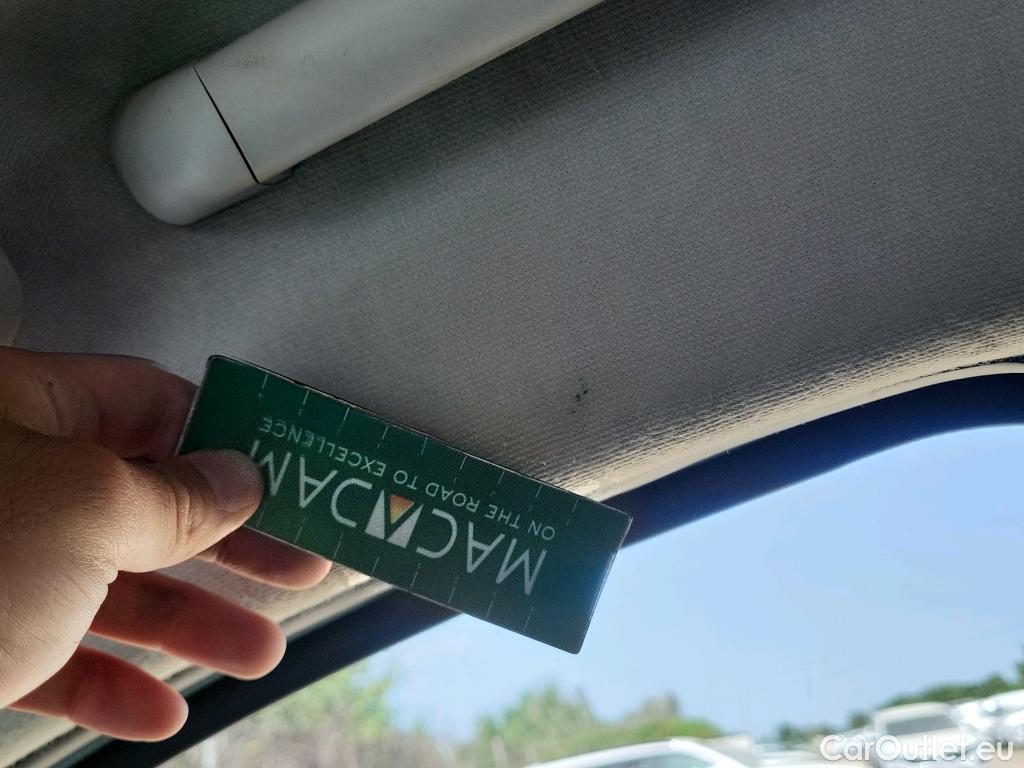 MACADAM
ON THE ROAD TO EXCELLENCE
CarOutlet.eu